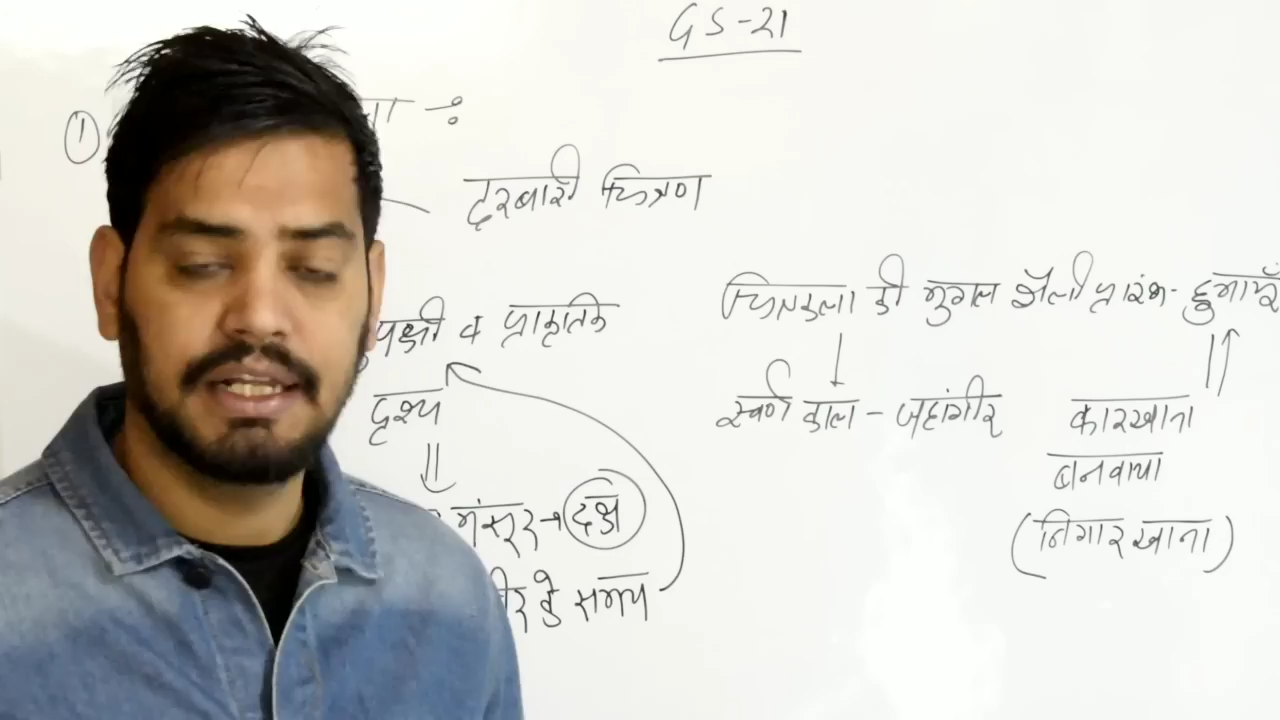 GS-21
①
दरबारी चित्रण
पक्षी व प्राकृतिक
दृश्य
मंसूर → दक्ष
के समय
चित्रकला की मुगल शैली प्रारंभ - हुमायूँ
स्वर्ण काल - जहांगीर
कारखाना
बनवाया
(निगारखाना)